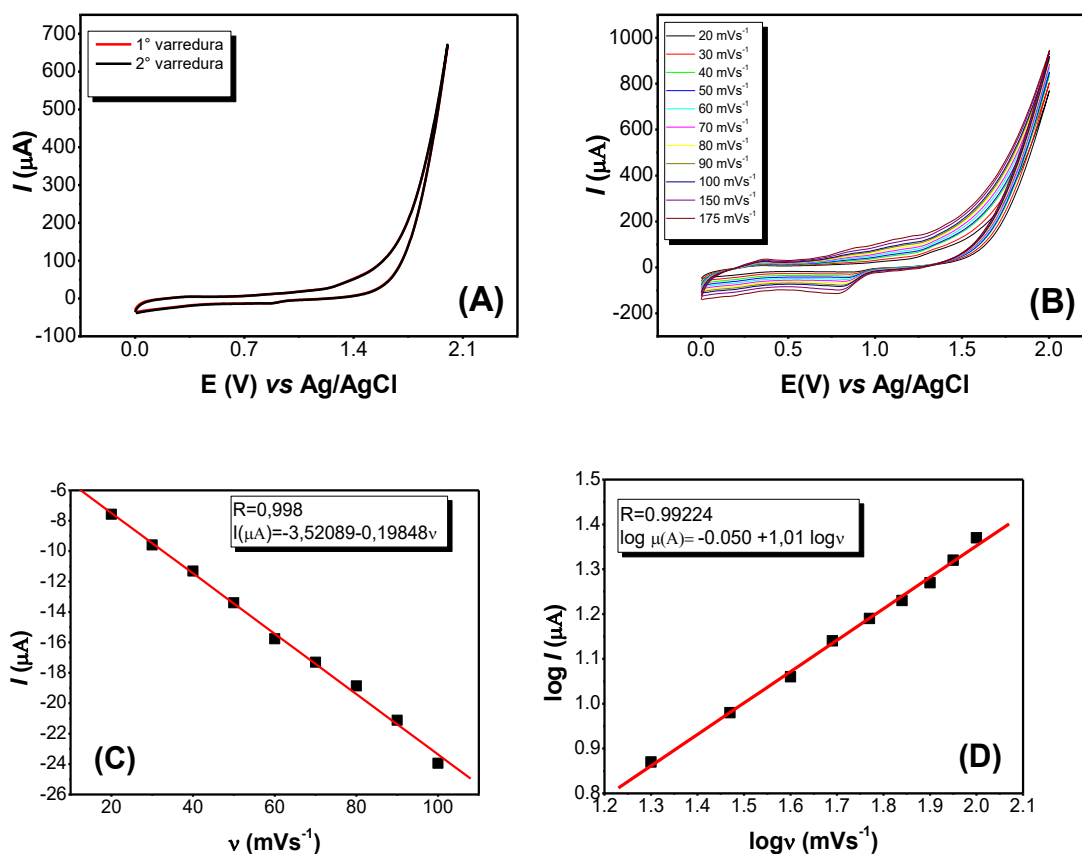 700
600
500
400
300
200
100
0
-100
I (μA)
1° varredura
2° varredura
(A)
0.0 0.7 1.4 2.1
E (V) vs Ag/AgCl
1000
800
600
400
200
0
-200
I (μA)
20 mVs⁻¹
30 mVs⁻¹
40 mVs⁻¹
50 mVs⁻¹
60 mVs⁻¹
70 mVs⁻¹
80 mVs⁻¹
90 mVs⁻¹
100 mVs⁻¹
150 mVs⁻¹
175 mVs⁻¹
(B)
0.0 0.5 1.0 1.5 2.0
E(V) vs Ag/AgCl
-6
-8
-10
-12
-14
-16
-18
-20
-22
-24
-26
I (μA)
R=0,998
I(μA)=-3,52089-0,19848ν
(C)
20 40 60 80 100
ν (mVs⁻¹)
1.5
1.4
1.3
1.2
1.1
1.0
0.9
0.8
log I (μA)
R=0.99224
log μ(A)= -0.050 +1,01 logν
(D)
1.2 1.3 1.4 1.5 1.6 1.7 1.8 1.9 2.0 2.1
logν (mVs⁻¹)